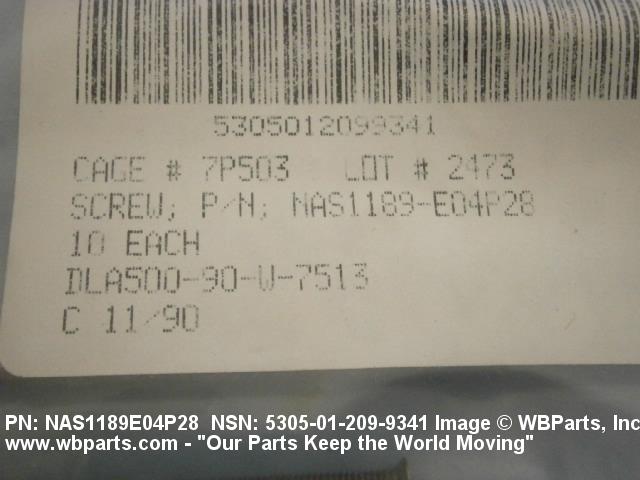 5305012099341
CAGE # 7P503 LOT # 2473
SCREW; P/N; NAS1189-E04P28
10 EACH
DLA500-90-W-7513
C 11/90
PN: NAS1189E04P28 NSN: 5305-01-209-9341 Image © WBParts, Inc
www.wbparts.com - "Our Parts Keep the World Moving"